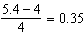 (5.4 − 4) / 4 = 0.35